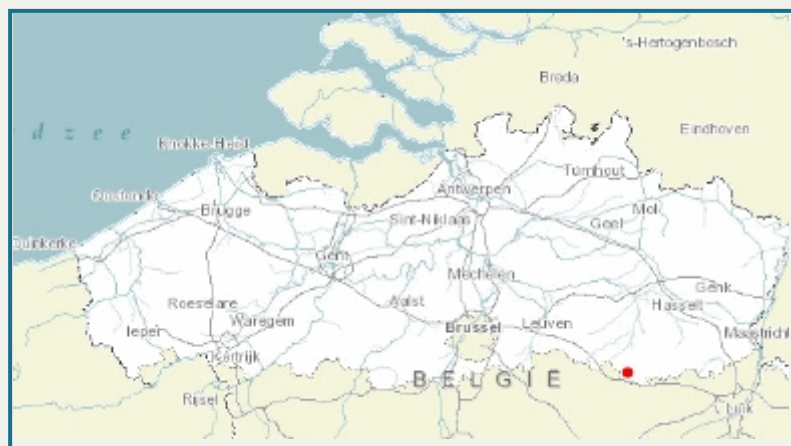 's-Hertogenbosch
Breda
d z e e
Eindhoven
Knokke-Heist
Turnhout
Antwerpen
Oostende
Mol
Brugge
Sint-Niklaas
Geel
Duinkerke
Gent
Mechelen
Genk
Roeselare
Aalst
Hasselt
Waregem
Ieper
Brussel
Leuven
Maastricht
Kortrijk
BELGIË
Rijsel
Luik